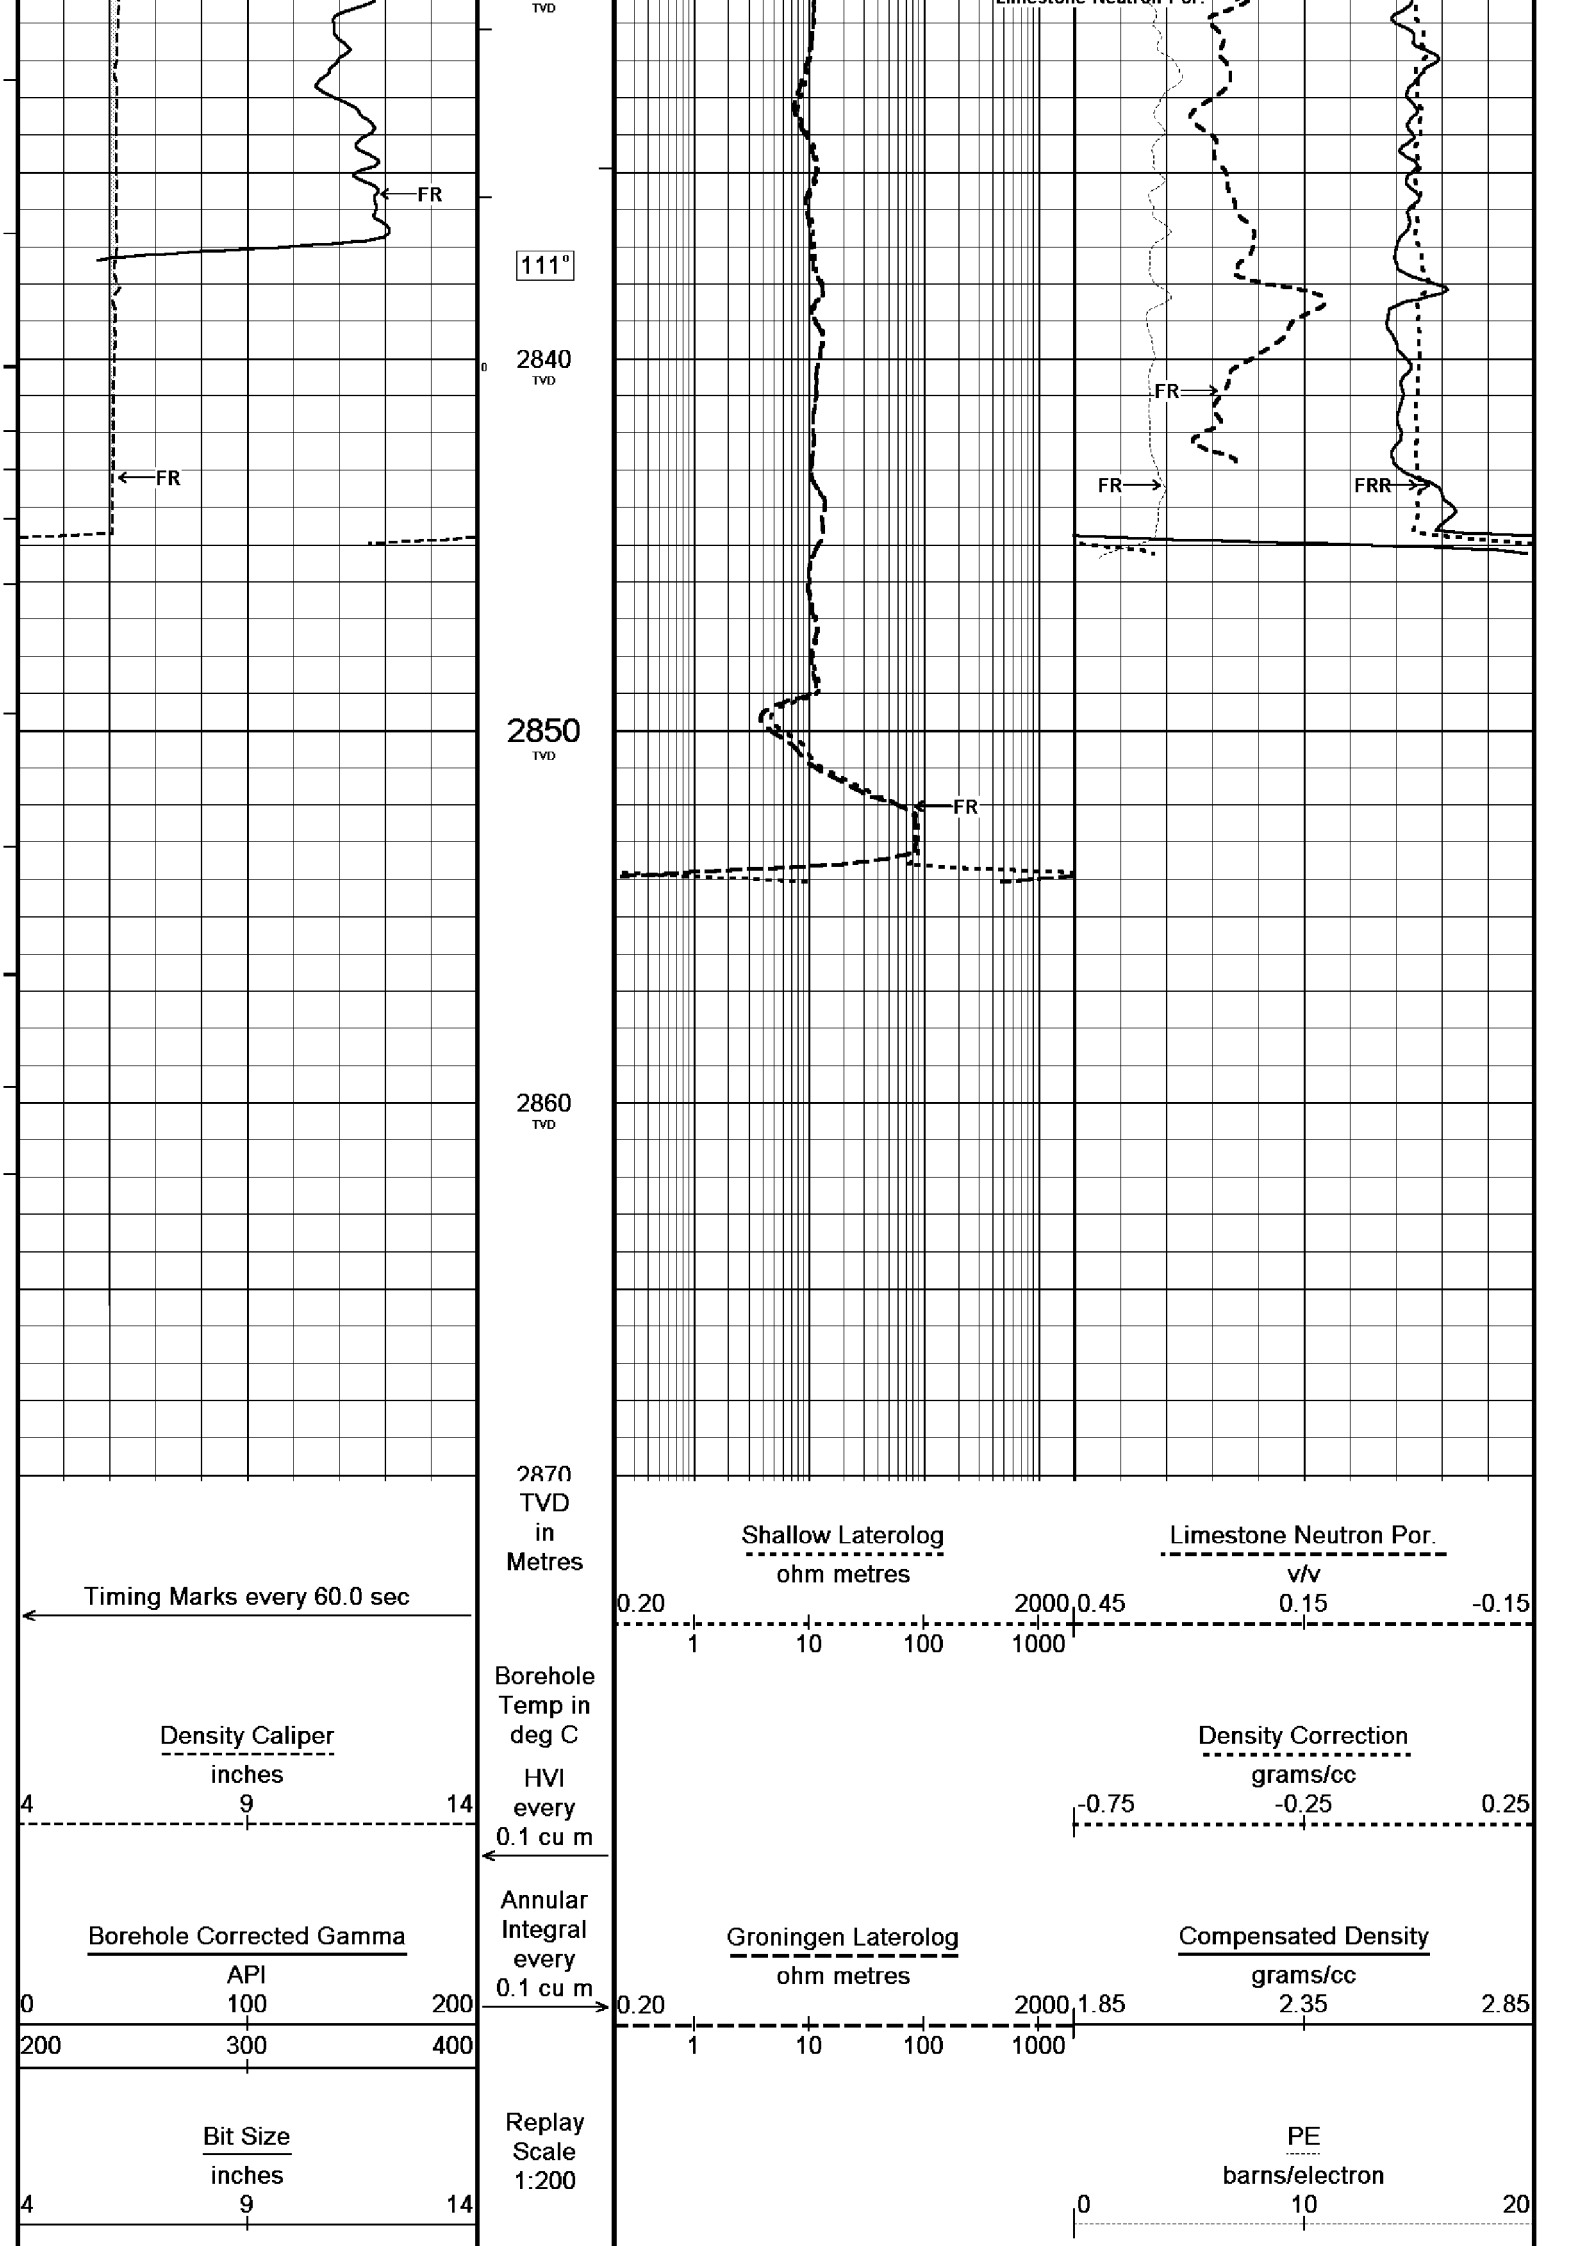 TVD
Limestone Neutron Por.
FR
111°
2840
TVD
0
FR
FR
FR
FRR
2850
TVD
FR
2860
TVD
2870
TVD
in
Metres
Timing Marks every 60.0 sec
Shallow Laterolog
ohm metres
0.20 2000
1 10 100 1000
Limestone Neutron Por.
v/v
0.45 0.15 -0.15
Borehole
Temp in
deg C
Density Caliper
inches
4 9 14
HVI
every
0.1 cu m
Density Correction
grams/cc
-0.75 -0.25 0.25
Annular
Integral
every
0.1 cu m
Borehole Corrected Gamma
API
0 100 200
200 300 400
Groningen Laterolog
ohm metres
0.20 2000
1 10 100 1000
Compensated Density
grams/cc
1.85 2.35 2.85
Bit Size
inches
4 9 14
Replay
Scale
1:200
PE
barns/electron
0 10 20